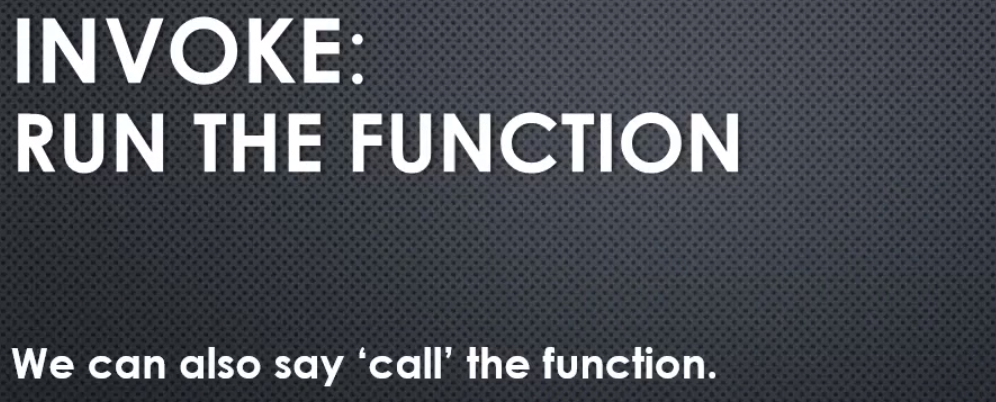 INVOKE:
RUN THE FUNCTION
We can also say ‘call’ the function.